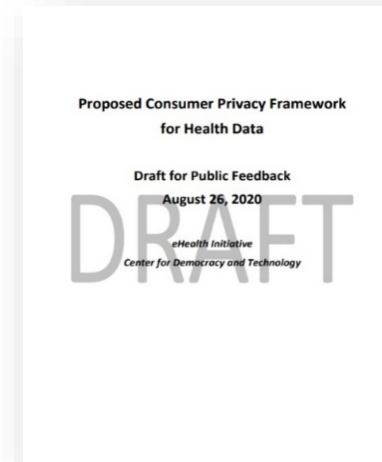 Proposed Consumer Privacy Framework
for Health Data
Draft for Public Feedback
August 26, 2020
DRAFT
eHealth Initiative
Center for Democracy and Technology